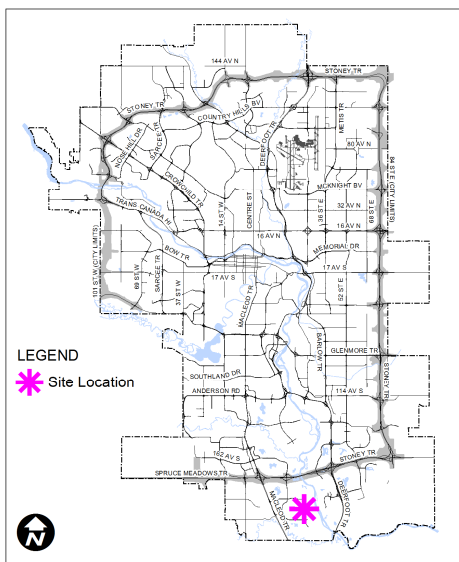 144 AV N
STONEY TR
STONEY TR
COUNTRY HILLS BV
METIS TR
DEERFOOT TR
SARCEE TR
NOSE HILL DR
80 AV N
84 ST E (CITY LIMITS)
CROWCHILD TR
MCKNIGHT BV
36 ST E
32 AV N
68 ST E
TRANS CANADA HI
14 ST W
CENTRE ST
16 AV N
16 AV N
101 ST W (CITY LIMITS)
BOW TR
MEMORIAL DR
69 ST W
SARCEE TR
37 ST W
17 AV S
17 AV S
MACLEOD TR
52 ST E
BARLOW TR
GLENMORE TR
LEGEND
Site Location
SOUTHLAND DR
ANDERSON RD
114 AV S
STONEY TR
162 AV S
STONEY TR
SPRUCE MEADOWS TR
MACLEOD TR
DEERFOOT TR
N